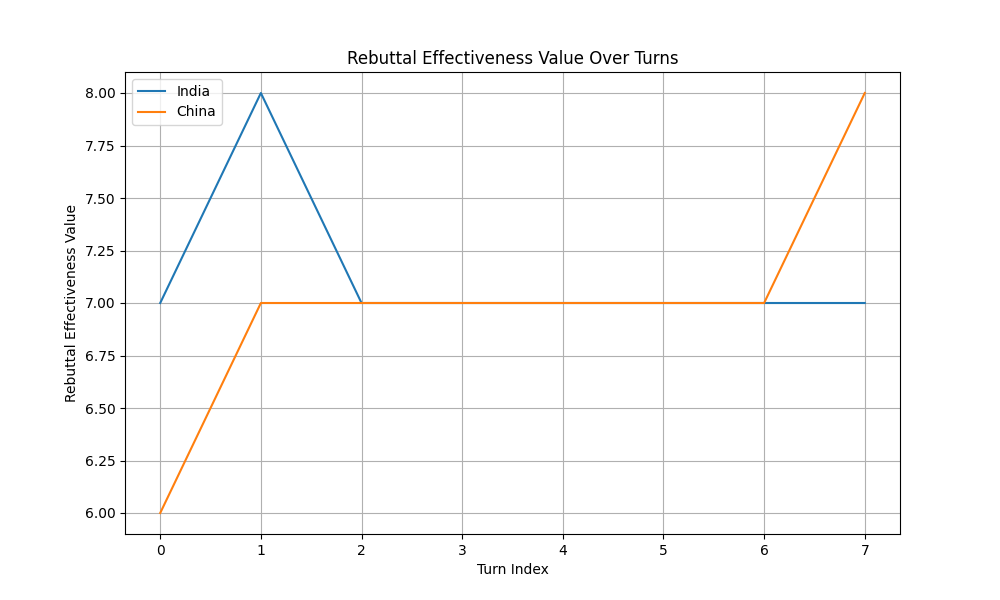 Rebuttal Effectiveness Value Over Turns
India
China
Rebuttal Effectiveness Value
8.00
7.75
7.50
7.25
7.00
6.75
6.50
6.25
6.00
0 1 2 3 4 5 6 7
Turn Index